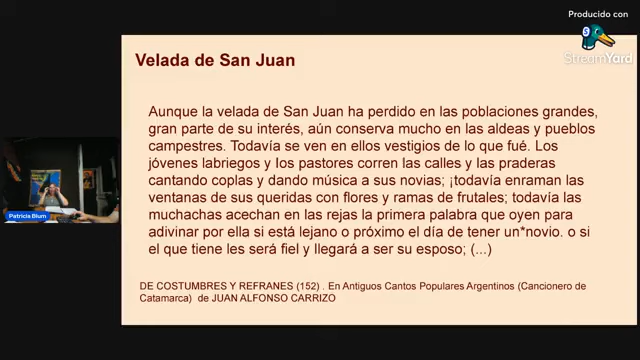 Producido con
StreamYard
Velada de San Juan
Aunque la velada de San Juan ha perdido en las poblaciones grandes,
gran parte de su interés, aún conserva mucho en las aldeas y pueblos
campestres. Todavía se ven en ellos vestigios de lo que fué. Los
jóvenes labriegos y los pastores corren las calles y las praderas
cantando coplas y dando música a sus novias; ¡todavía enraman las
ventanas de sus queridas con flores y ramas de frutales; todavía las
muchachas acechan en las rejas la primera palabra que oyen para
adivinar por ella si está lejano o próximo el día de tener un*novio. o si
el que tiene les será fiel y llegará a ser su esposo; (...)
Patricia Blum
DE COSTUMBRES Y REFRANES (152) . En Antiguos Cantos Populares Argentinos (Cancionero de
Catamarca) de JUAN ALFONSO CARRIZO